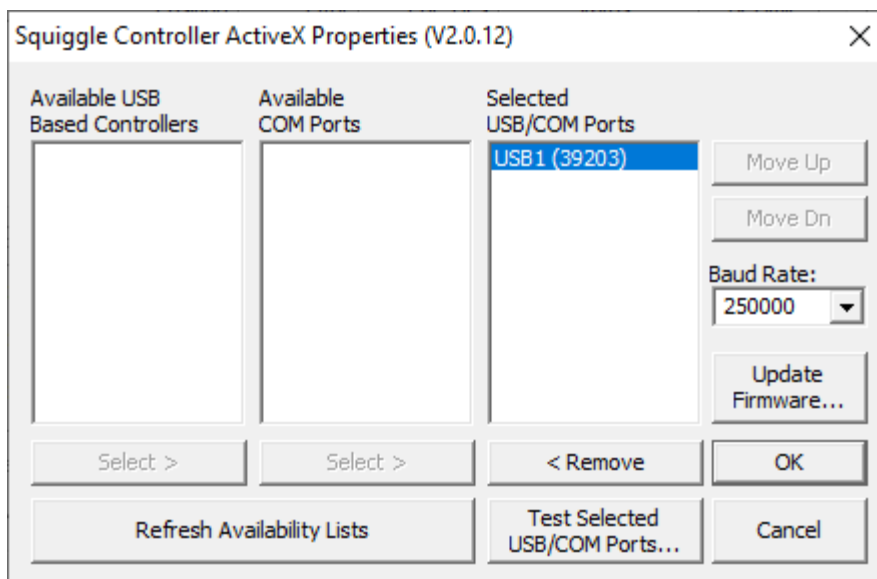 Squiggle Controller ActiveX Properties (V2.0.12)
Available USB
Based Controllers
Available
COM Ports
Selected
USB/COM Ports
USB1 (39203)
Move Up
Move Dn
Baud Rate:
250000
Update
Firmware...
Select >
Select >
< Remove
OK
Refresh Availability Lists
Test Selected
USB/COM Ports...
Cancel